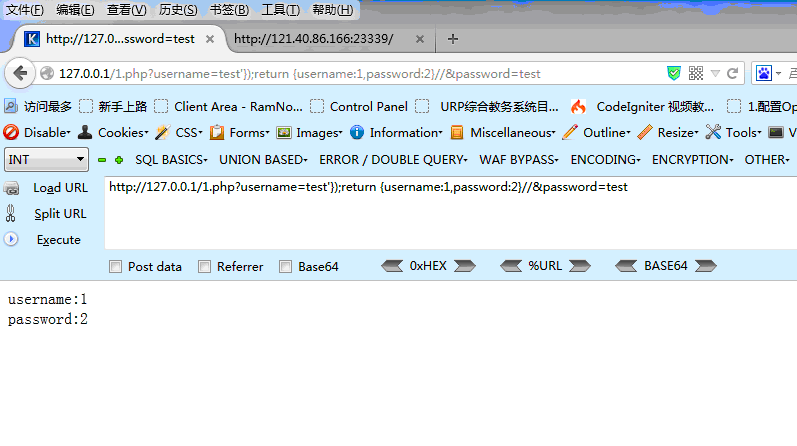 文件(F) 编辑(E) 查看(V) 历史(S) 书签(B) 工具(T) 帮助(H)
http://127.0...ssword=test × http://121.40.86.166:23339/ × +
127.0.0.1/1.php?username=test'});return {username:1,password:2}//&password=test
访问最多 新手上路 Client Area - RamNo... Control Panel URP综合教务系统目... CodeIgniter 视频教... 1.配置Op
Disable Cookies CSS Forms Images Information Miscellaneous Outline Resize Tools
INT SQL BASICS UNION BASED ERROR / DOUBLE QUERY WAF BYPASS ENCODING ENCRYPTION OTHER
Load URL http://127.0.0.1/1.php?username=test'});return {username:1,password:2}//&password=test
Split URL
Execute
Post data Referrer Base64 0xHEX %URL BASE64
username:1
password:2